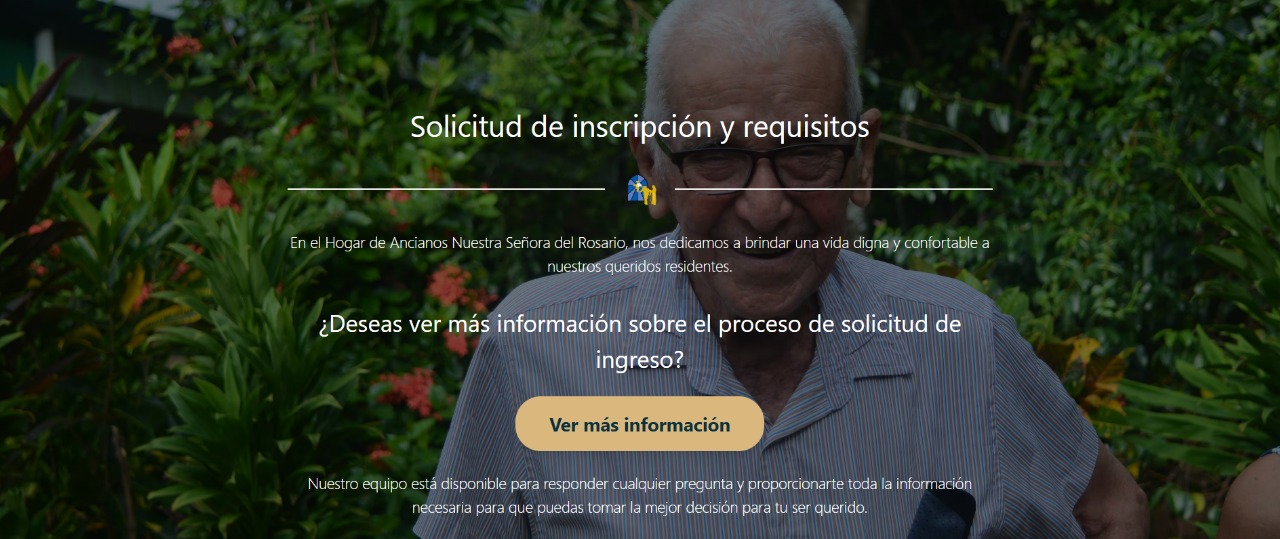 Solicitud de inscripción y requisitos
En el Hogar de Ancianos Nuestra Señora del Rosario, nos dedicamos a brindar una vida digna y confortable a
nuestros queridos residentes.
¿Deseas ver más información sobre el proceso de solicitud de
ingreso?
Ver más información
Nuestro equipo está disponible para responder cualquier pregunta y proporcionarte toda la información
necesaria para que puedas tomar la mejor decisión para tu ser querido.